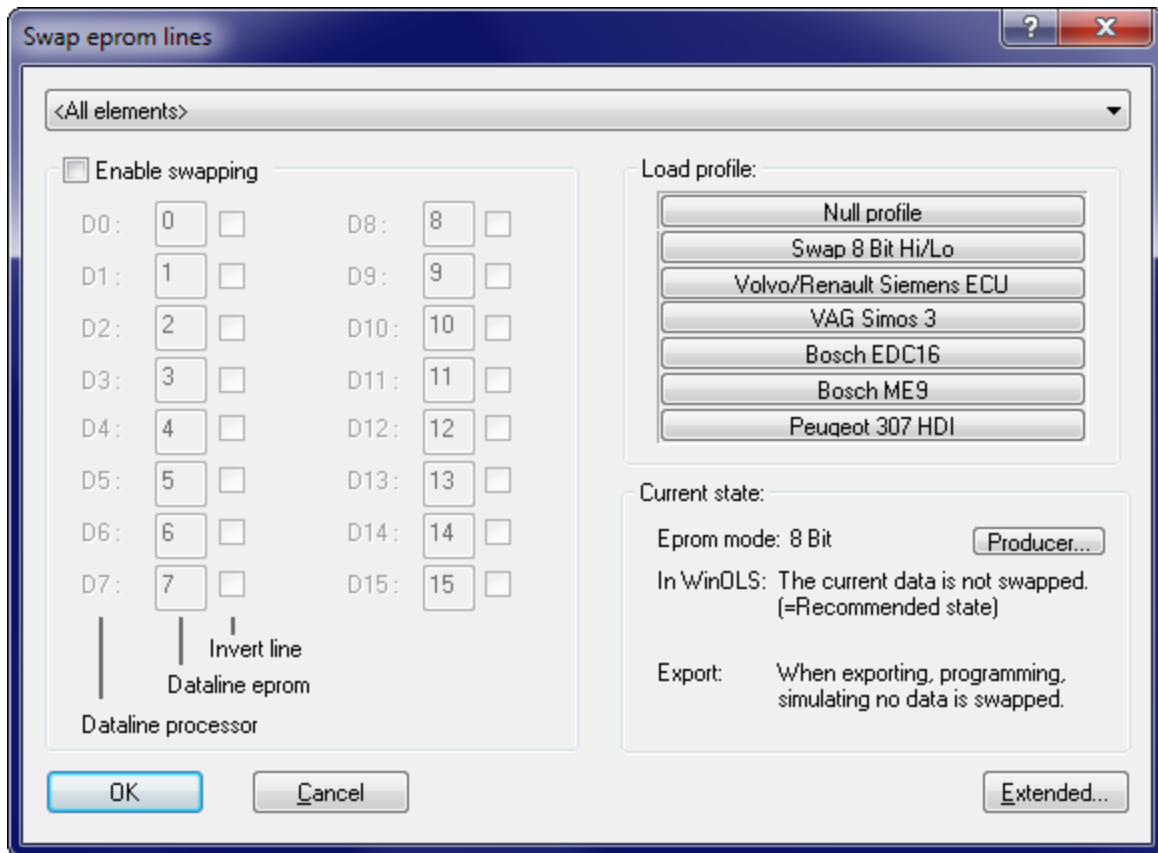 Swap eprom lines
?
X
<All elements>
Enable swapping
D0: 0 D8: 8
D1: 1 D9: 9
D2: 2 D10: 10
D3: 3 D11: 11
D4: 4 D12: 12
D5: 5 D13: 13
D6: 6 D14: 14
D7: 7 D15: 15
Invert line
Dataline eprom
Dataline processor
Load profile:
Null profile
Swap 8 Bit Hi/Lo
Volvo/Renault Siemens ECU
VAG Simos 3
Bosch EDC16
Bosch ME9
Peugeot 307 HDI
Current state:
Eprom mode: 8 Bit Producer...
In WinOLS: The current data is not swapped.
(=Recommended state)
Export: When exporting, programming,
simulating no data is swapped.
OK Cancel Extended...